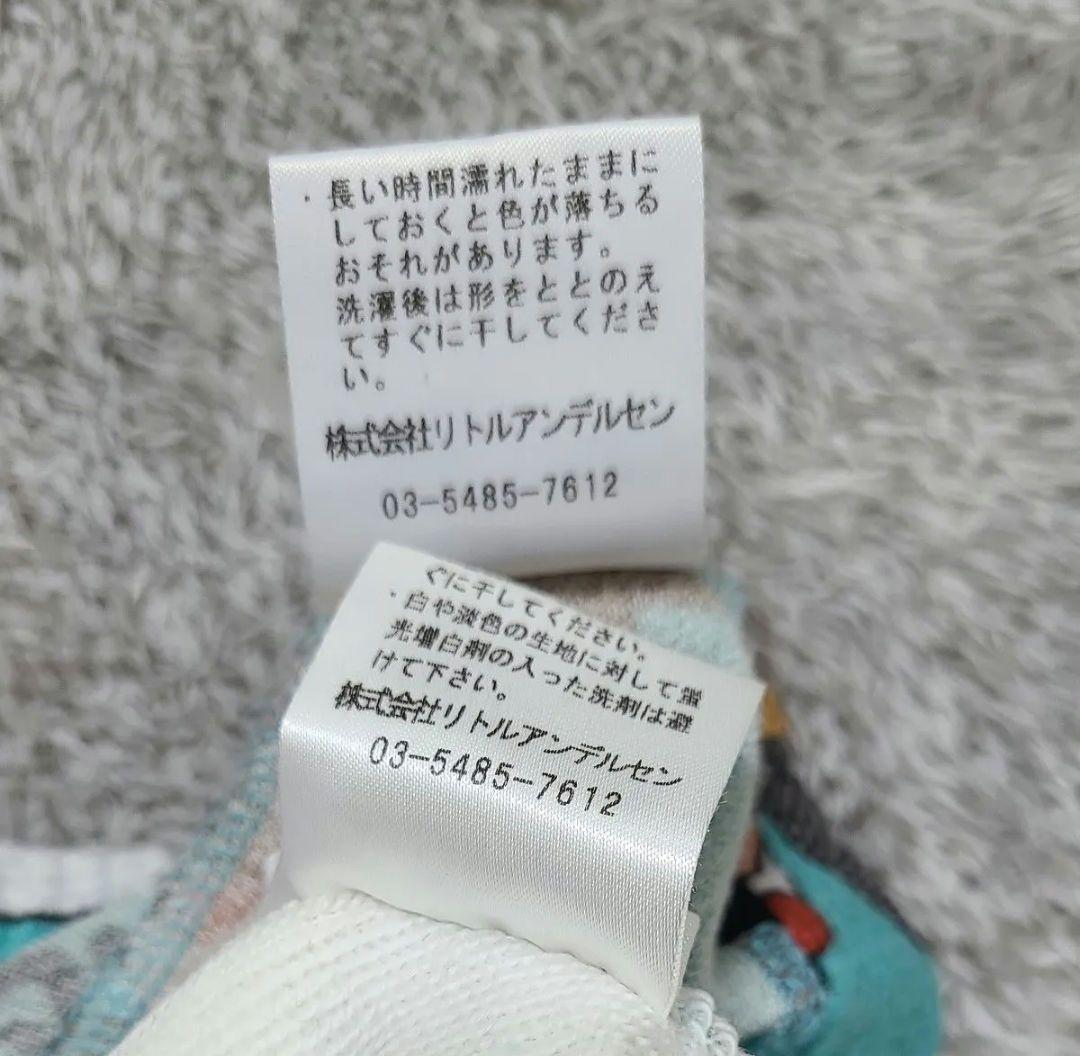 ・長い時間濡れたままに
しておくと色が落ちる
おそれがあります。
洗濯後は形をととのえ
てすぐに干してくださ
い。
株式会社リトルアンデルセン
03-5485-7612
ぐに干してください。
・白や淡色の生地に対して蛍
光増白剤の入った洗剤は避
けて下さい。
株式会社リトルアンデルセン
03-5485-7612